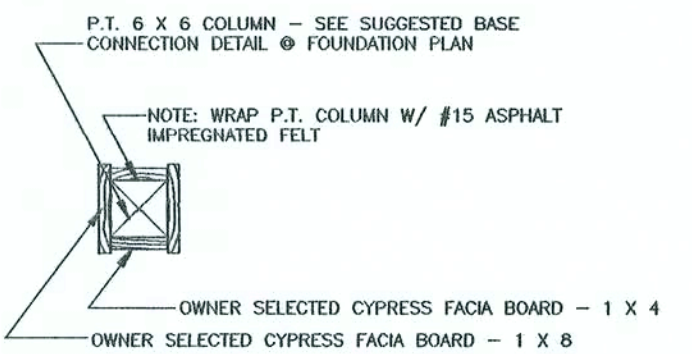 P.T. 6 X 6 COLUMN – SEE SUGGESTED BASE
CONNECTION DETAIL @ FOUNDATION PLAN
NOTE: WRAP P.T. COLUMN W/ #15 ASPHALT
IMPREGNATED FELT
OWNER SELECTED CYPRESS FACIA BOARD – 1 X 4
OWNER SELECTED CYPRESS FACIA BOARD – 1 X 8